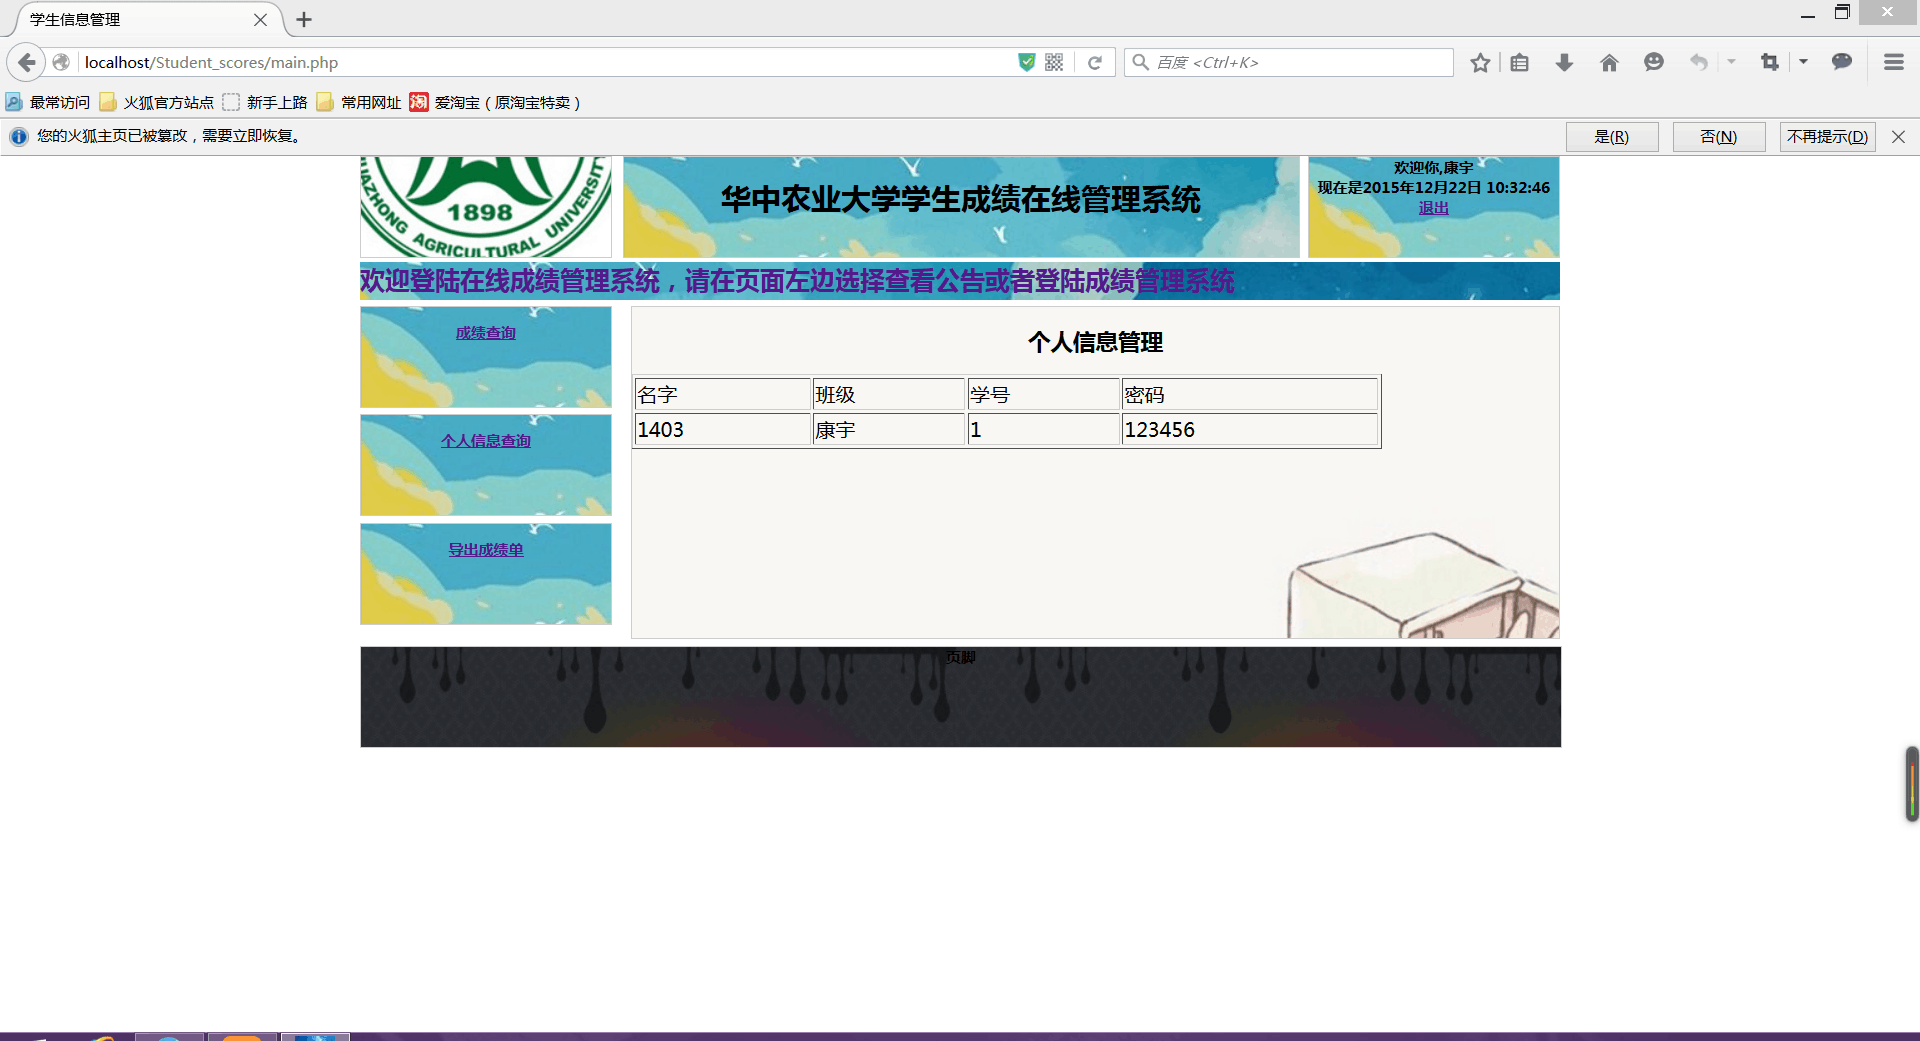 学生信息管理
localhost/Student_scores/main.php
百度 <Ctrl+K>
最常访问 火狐官方站点 新手上路 常用网址 淘 爱淘宝（原淘宝特卖）
您的火狐主页已被篡改，需要立即恢复。 是(R) 否(N) 不再提示(D)
1898
HUAZHONG AGRICULTURAL UNIVERSITY
华中农业大学学生成绩在线管理系统
欢迎你,康宇
现在是2015年12月22日 10:32:46
退出
欢迎登陆在线成绩管理系统，请在页面左边选择查看公告或者登陆成绩管理系统
成绩查询
个人信息查询
导出成绩单
个人信息管理
名字 班级 学号 密码
1403 康宇 1 123456
页脚